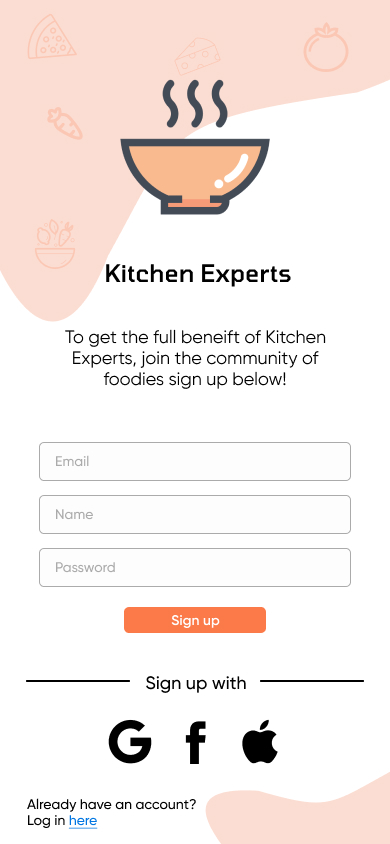 Kitchen Experts
To get the full beneift of Kitchen
Experts, join the community of
foodies sign up below!
Email
Name
Password
Sign up
Sign up with
Already have an account?
Log in here